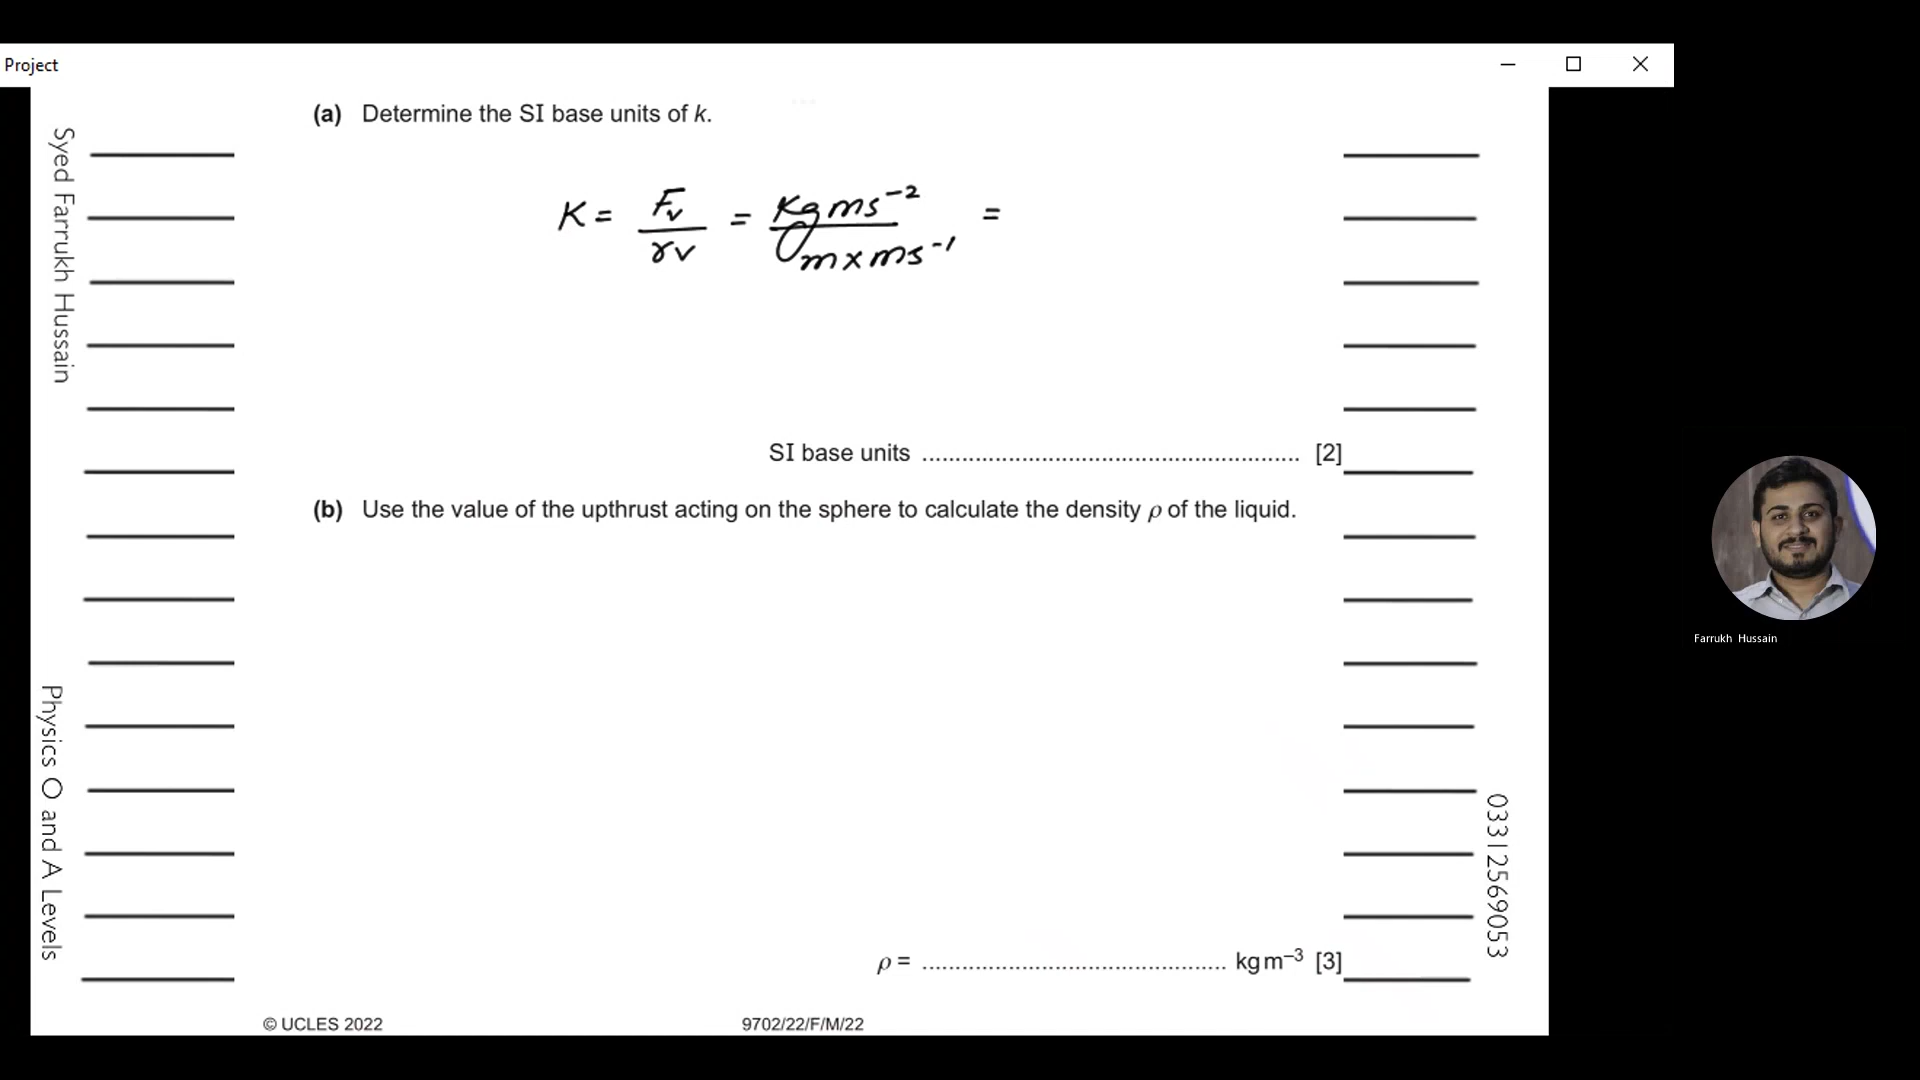 Project
(a) Determine the SI base units of k.
K = Fv / rv = Kg ms⁻² / m x ms⁻¹ =
SI base units .......................................................... [2]
(b) Use the value of the upthrust acting on the sphere to calculate the density ρ of the liquid.
ρ = .............................................. kg m⁻³ [3]
© UCLES 2022
9702/22/F/M/22
Syed Farrukh Hussain
Physics O and A Levels
03312569053
Farrukh Hussain